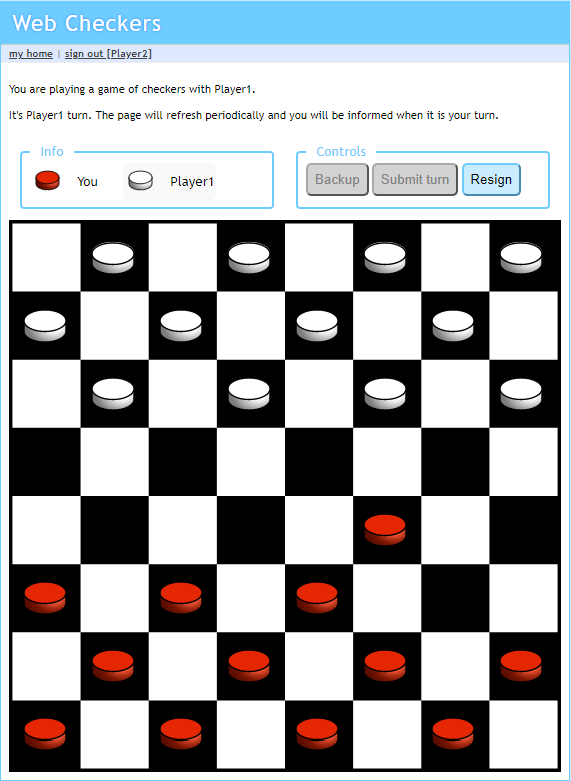 Web Checkers
my home | sign out [Player2]
You are playing a game of checkers with Player1.
It's Player1 turn. The page will refresh periodically and you will be informed when it is your turn.
Info
You Player1
Controls
Backup Submit turn Resign